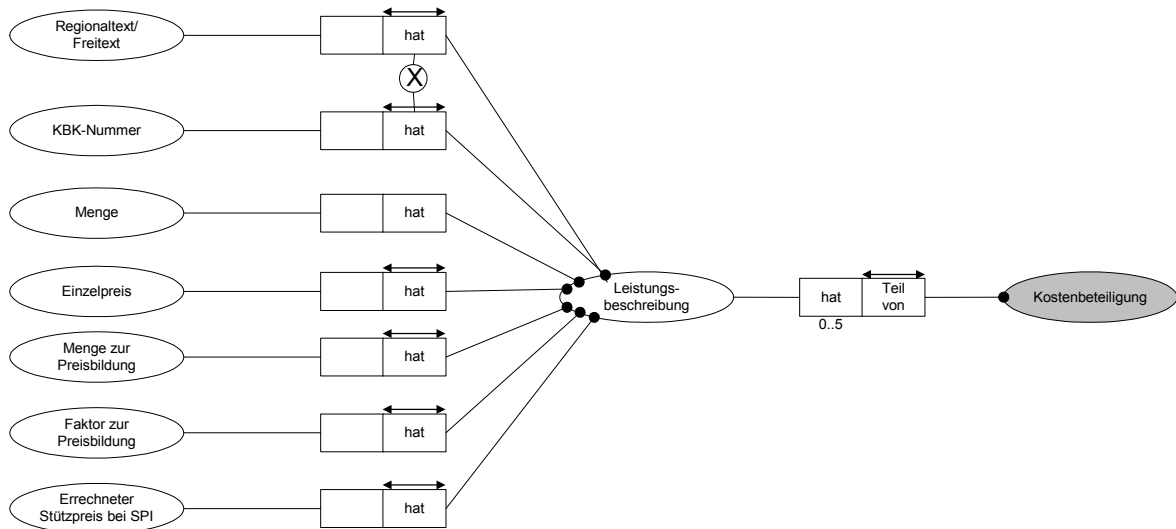 Regionaltext/
Freitext
hat
X
KBK-Nummer
hat
Menge
hat
Einzelpreis
hat
Leistungs-
beschreibung
hat
Teil
von
0..5
Kostenbeteiligung
Menge zur
Preisbildung
hat
Faktor zur
Preisbildung
hat
Errechneter
Stützpreis bei SPI
hat